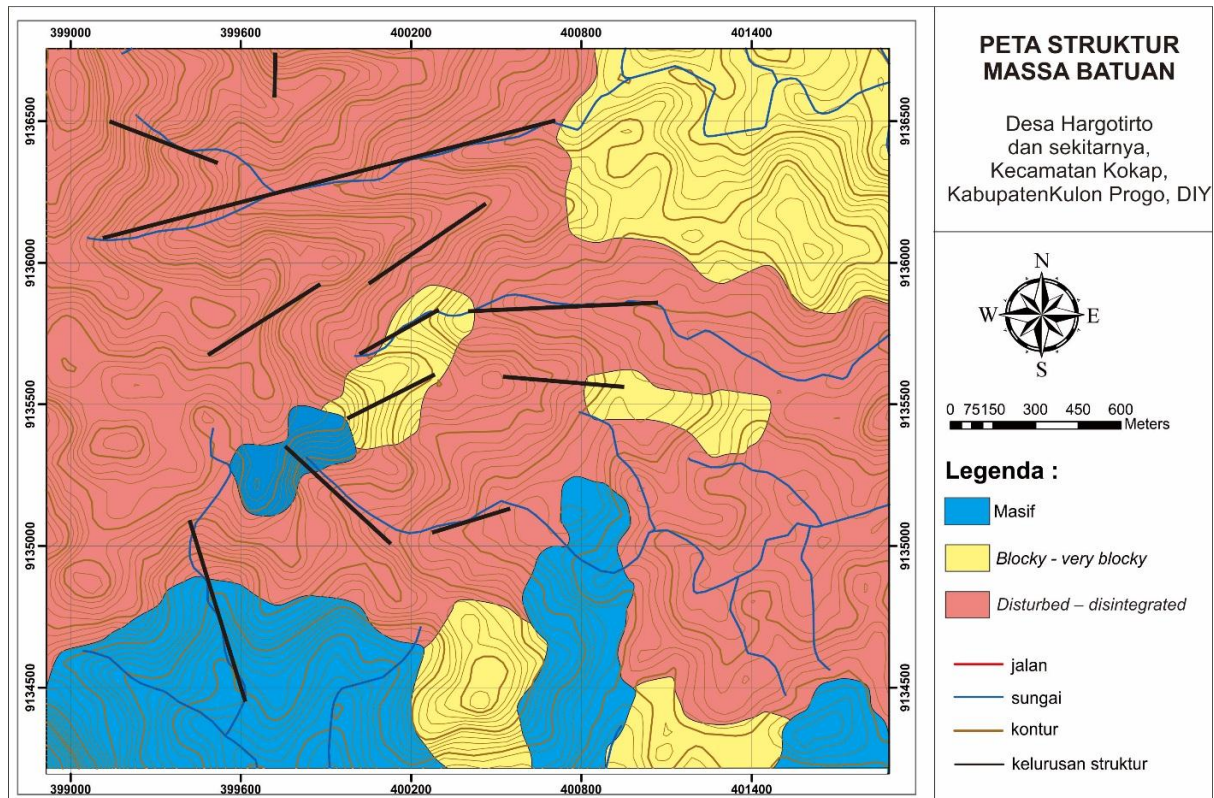 399000 399600 400200 400800 401400
9136500
9136000
9135500
9135000
9134500
9136500
9136000
9135500
9135000
9134500
399000 399600 400200 400800 401400
PETA STRUKTUR
MASSA BATUAN
Desa Hargotirto
dan sekitarnya,
Kecamatan Kokap,
KabupatenKulon Progo, DIY
N
W E
S
0 75150 300 450 600
Meters
Legenda :
Masif
Blocky - very blocky
Disturbed – disintegrated
jalan
sungai
kontur
kelurusan struktur